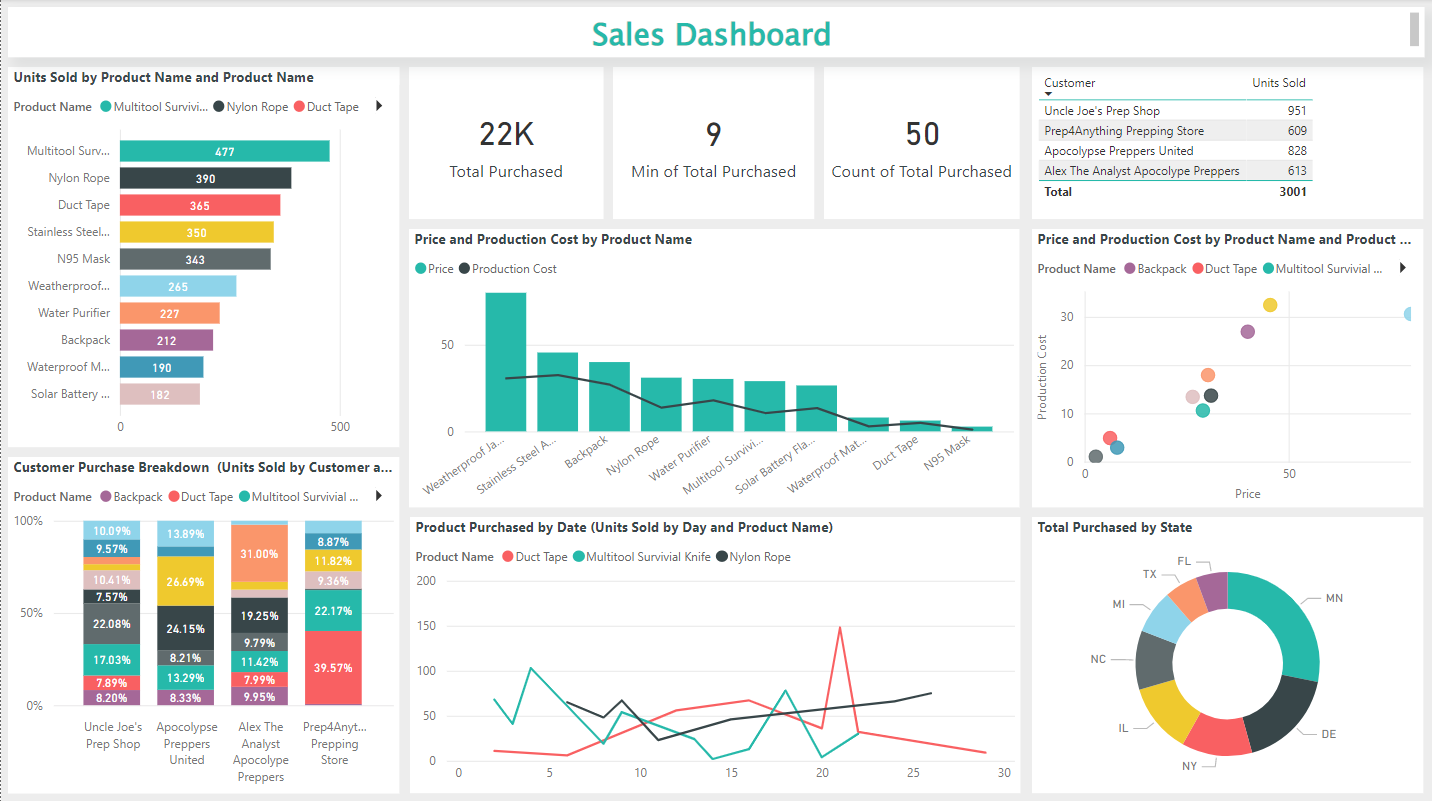 Sales Dashboard
Units Sold by Product Name and Product Name
Product Name Multitool Survivi... Nylon Rope Duct Tape
Multitool Surv... 477
Nylon Rope 390
Duct Tape 365
Stainless Steel... 350
N95 Mask 343
Weatherproof... 265
Water Purifier 227
Backpack 212
Waterproof M... 190
Solar Battery ... 182
0 500
22K
Total Purchased
9
Min of Total Purchased
50
Count of Total Purchased
Customer Units Sold
Uncle Joe's Prep Shop 951
Prep4Anything Prepping Store 609
Apocolypse Preppers United 828
Alex The Analyst Apocolype Preppers 613
Total 3001
Price and Production Cost by Product Name
Price Production Cost
50
0
Weatherproof Ja...
Stainless Steel A...
Backpack
Nylon Rope
Water Purifier
Multitool Survivi...
Solar Battery Fla...
Waterproof Mat...
Duct Tape
N95 Mask
Price and Production Cost by Product Name and Product ...
Product Name Backpack Duct Tape Multitool Survivial ...
Production Cost
30
20
10
0
0 50
Price
Customer Purchase Breakdown (Units Sold by Customer a...
Product Name Backpack Duct Tape Multitool Survivial ...
100%
50%
0%
10.09%
9.57%
10.41%
7.57%
22.08%
17.03%
7.89%
8.20%
Uncle Joe's
Prep Shop
13.89%
26.69%
24.15%
8.21%
13.29%
8.33%
Apocolypse
Preppers
United
31.00%
19.25%
9.79%
11.42%
7.99%
9.95%
Alex The
Analyst
Apocolype
Preppers
8.87%
11.82%
9.36%
22.17%
39.57%
Prep4Anyt...
Prepping
Store
Product Purchased by Date (Units Sold by Day and Product Name)
Product Name Duct Tape Multitool Survivial Knife Nylon Rope
200
150
100
50
0
0 5 10 15 20 25 30
Total Purchased by State
FL
TX
MI
NC
IL
NY
DE
MN